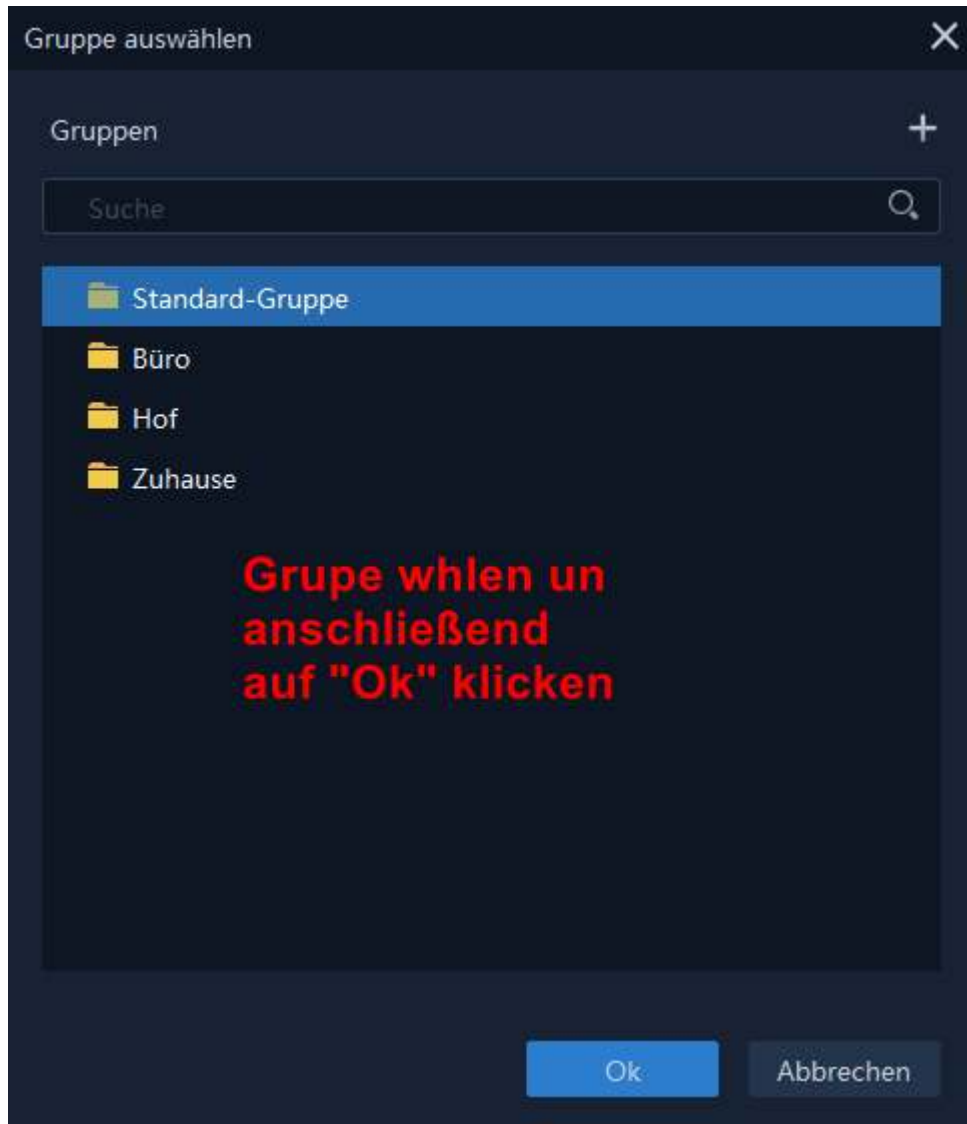 Gruppe auswählen
Gruppen
Suche
Standard-Gruppe
Büro
Hof
Zuhause
Grupe whlen un
anschließend
auf "Ok" klicken
Ok Abbrechen